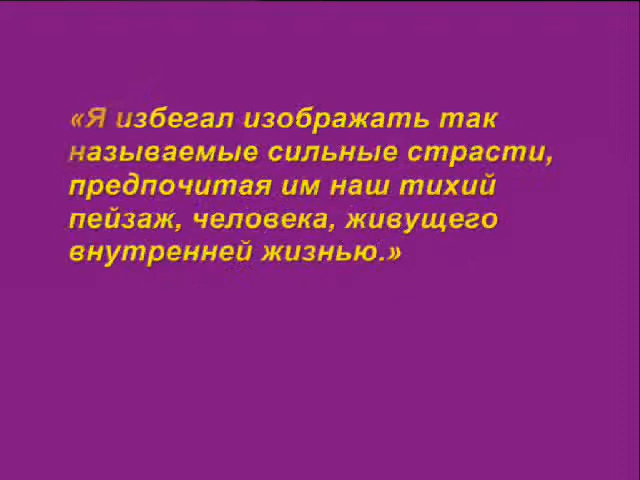 «Я избегал изображать так
называемые сильные страсти,
предпочитая им наш тихий
пейзаж, человека, живущего
внутренней жизнью.»